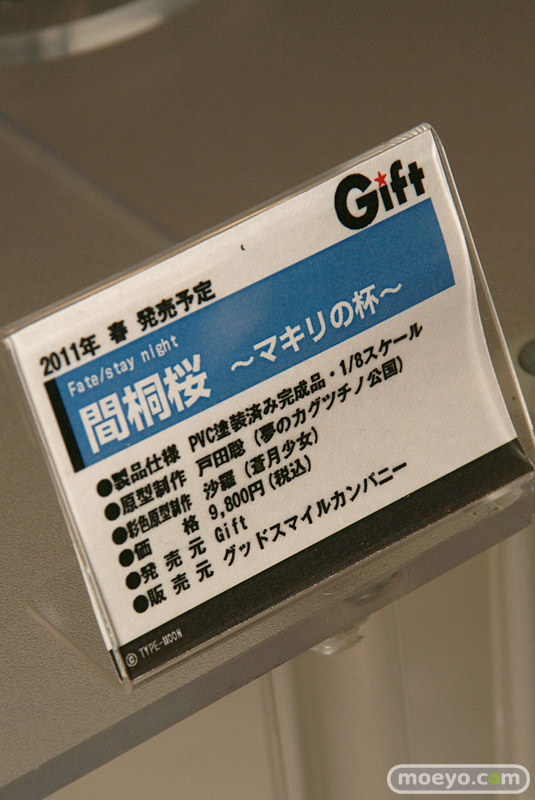 Gift
2011年 春 発売予定
Fate/stay night
間桐桜 ～マキリの杯～
●製品仕様 PVC塗装済み完成品・1/8スケール
●原型制作 戸田聡（夢のカグツチノ公国）
●彩色原型制作 沙羅（蒼月少女）
●価格 9,800円（税込）
●発売元 Gift
●販売元 グッドスマイルカンパニー
© TYPE-MOON
moeyo.com